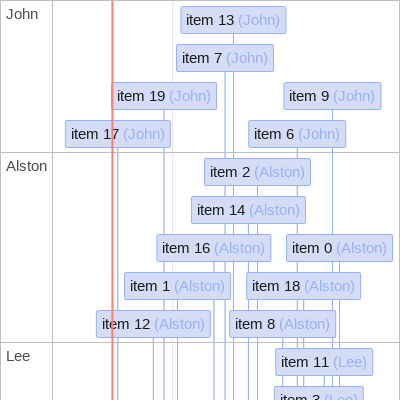 John
item 13 (John)
item 7 (John)
item 19 (John)
item 9 (John)
item 17 (John)
item 6 (John)
Alston
item 2 (Alston)
item 14 (Alston)
item 16 (Alston)
item 0 (Alston)
item 1 (Alston)
item 18 (Alston)
item 12 (Alston)
item 8 (Alston)
Lee
item 11 (Lee)
item 3 (Lee)